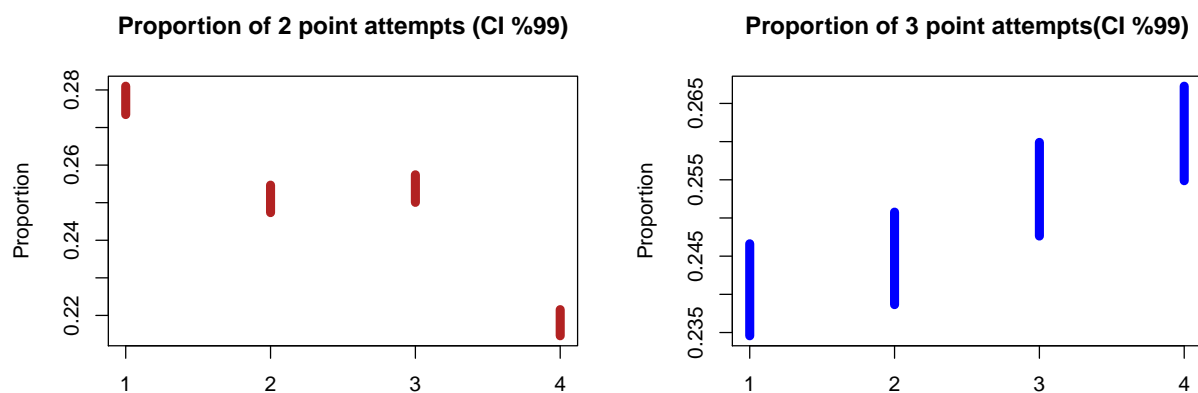 Proportion of 2 point attempts (CI %99)
Proportion
0.28
0.26
0.24
0.22
1 2 3 4
Proportion of 3 point attempts(CI %99)
Proportion
0.265
0.255
0.245
0.235
1 2 3 4